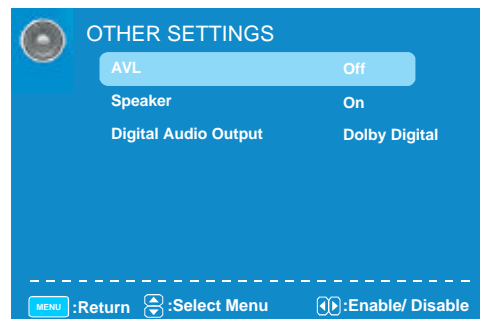 OTHER SETTINGS
AVL Off
Speaker On
Digital Audio Output Dolby Digital
MENU :Return :Select Menu :Enable/ Disable